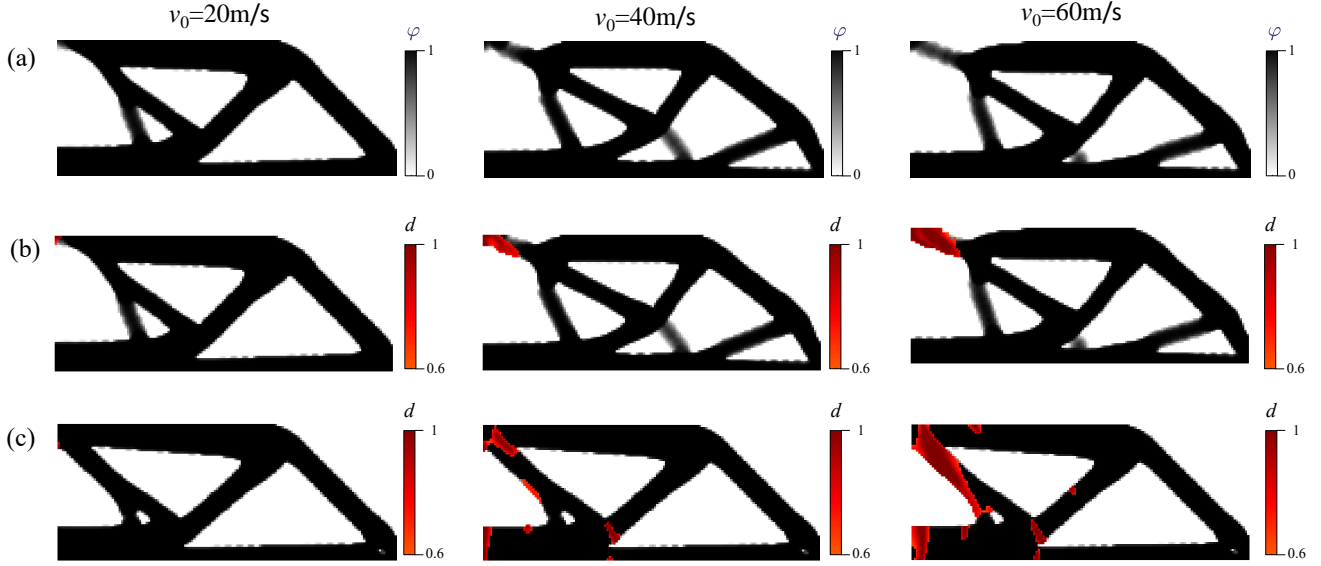 v₀=20m/s v₀=40m/s v₀=60m/s
φ φ φ
(a) 1 1 1
0 0 0
d d d
(b) 1 1 1
0.6 0.6 0.6
d d d
(c) 1 1 1
0.6 0.6 0.6